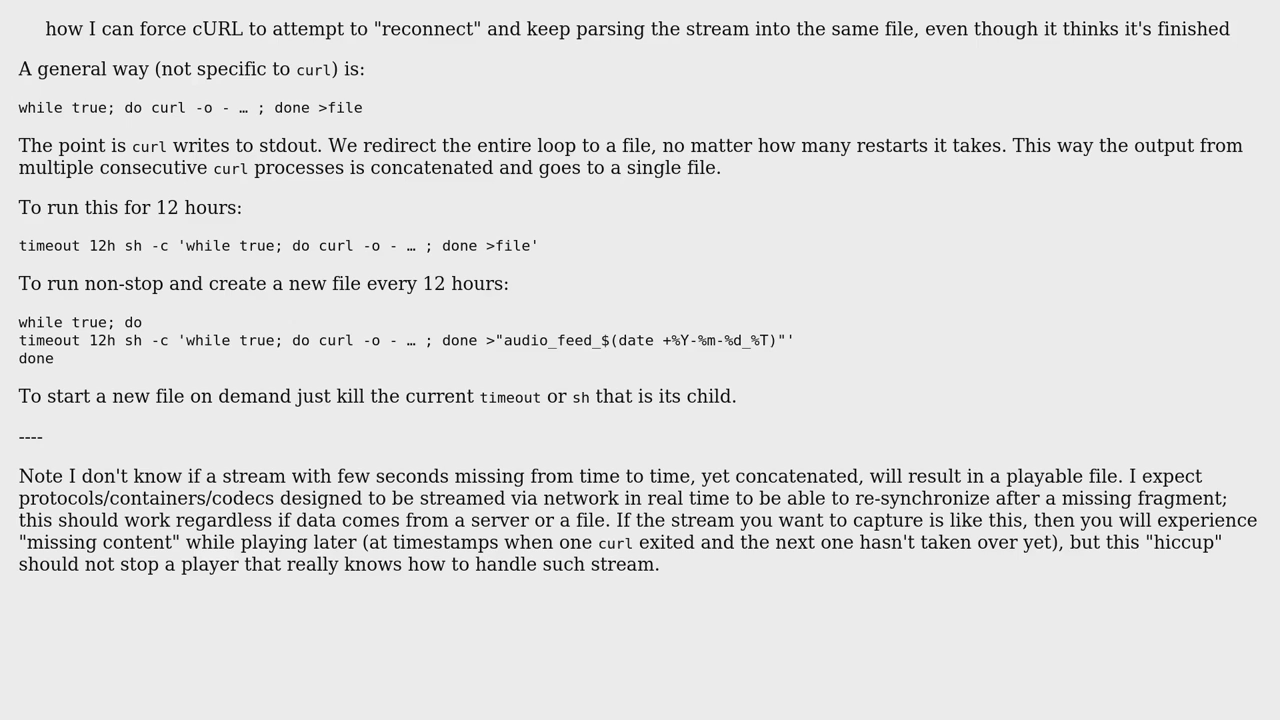 how I can force cURL to attempt to "reconnect" and keep parsing the stream into the same file, even though it thinks it's finished
A general way (not specific to curl) is:
while true; do curl -o - … ; done >file
The point is curl writes to stdout. We redirect the entire loop to a file, no matter how many restarts it takes. This way the output from
multiple consecutive curl processes is concatenated and goes to a single file.
To run this for 12 hours:
timeout 12h sh -c 'while true; do curl -o - … ; done >file'
To run non-stop and create a new file every 12 hours:
while true; do
timeout 12h sh -c 'while true; do curl -o - … ; done >"audio_feed_$(date +%Y-%m-%d_%T)"'
done
To start a new file on demand just kill the current timeout or sh that is its child.
----
Note I don't know if a stream with few seconds missing from time to time, yet concatenated, will result in a playable file. I expect
protocols/containers/codecs designed to be streamed via network in real time to be able to re-synchronize after a missing fragment;
this should work regardless if data comes from a server or a file. If the stream you want to capture is like this, then you will experience
"missing content" while playing later (at timestamps when one curl exited and the next one hasn't taken over yet), but this "hiccup"
should not stop a player that really knows how to handle such stream.